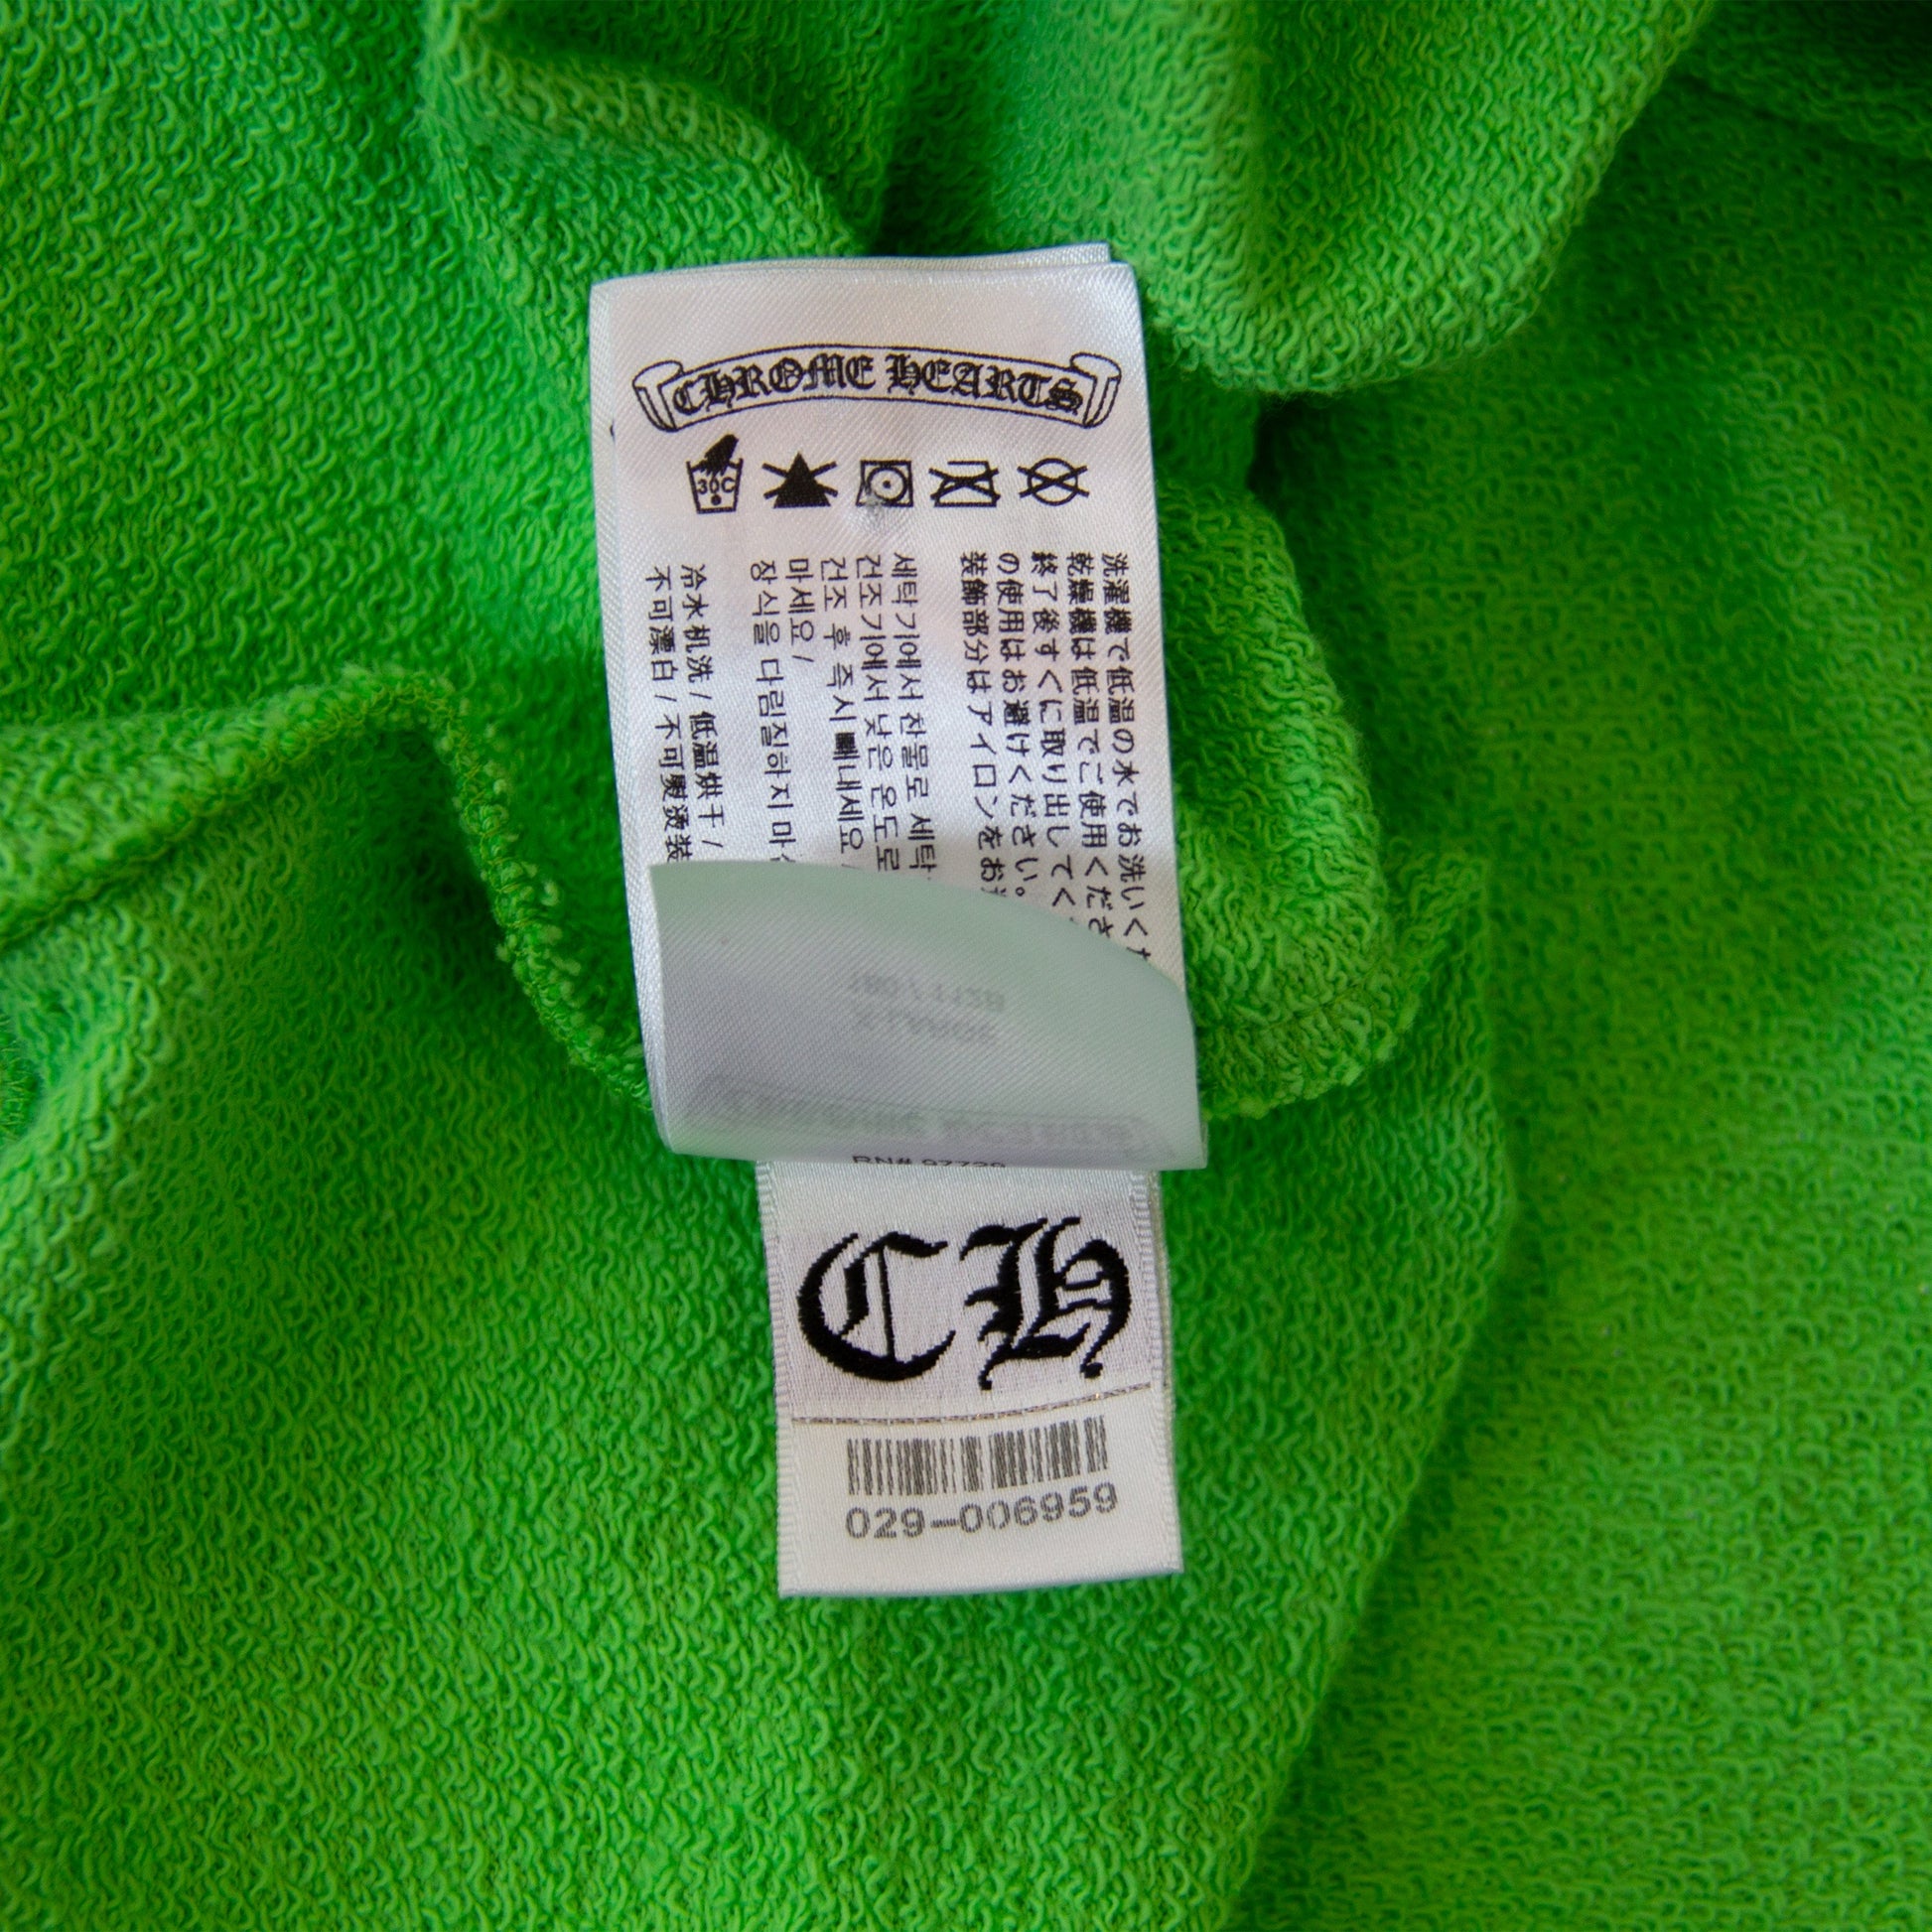 CHROME HEARTS
30C
洗濯機で低温の水でお洗いくだ
乾燥機は低温でご使用くださ
終了後すぐに取り出してく
の使用はお避けください。
装飾部分はアイロンをお
세탁기에서 찬물로 세탁
건조기에서 낮은 온도로
건조 후 즉시 빼내세요 /
마세요 /
장식을 다림질하지 마
冷水机洗 / 低温烘干 /
不可漂白 / 不可熨烫装
X LARGE
CHROME HEARTS
RN# 97729
CH
029-006959